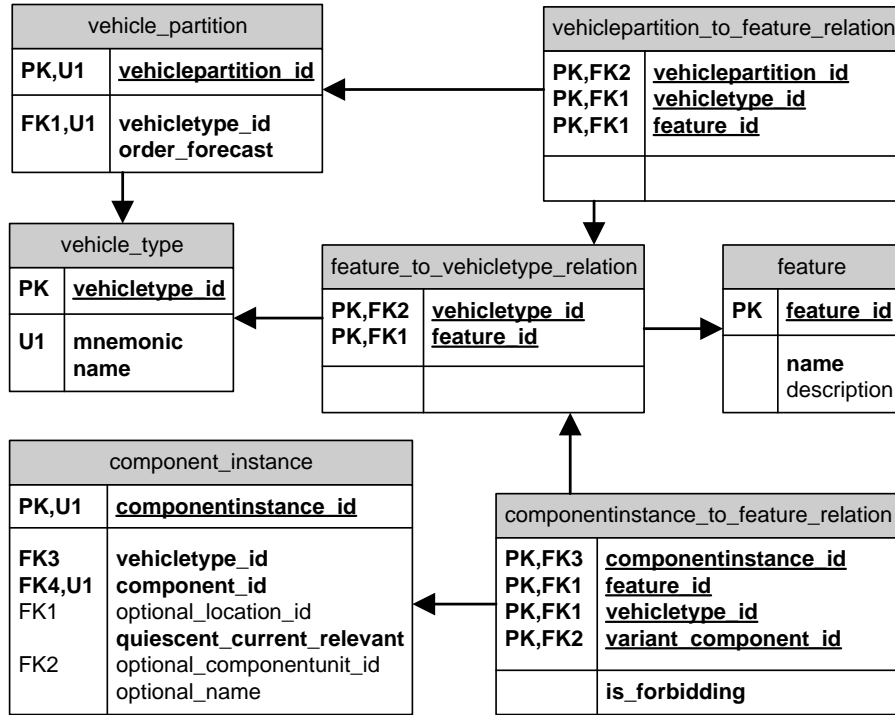 vehicle_partition
PK,U1 vehiclepartition_id
FK1,U1 vehicletype_id
order_forecast
vehiclepartition_to_feature_relation
PK,FK2 vehiclepartition_id
PK,FK1 vehicletype_id
PK,FK1 feature_id
vehicle_type
PK vehicletype_id
U1 mnemonic
name
feature_to_vehicletype_relation
PK,FK2 vehicletype_id
PK,FK1 feature_id
feature
PK feature_id
name
description
component_instance
PK,U1 componentinstance_id
FK3 vehicletype_id
FK4,U1 component_id
FK1 optional_location_id
quiescent_current_relevant
FK2 optional_componentunit_id
optional_name
componentinstance_to_feature_relation
PK,FK3 componentinstance_id
PK,FK1 feature_id
PK,FK1 vehicletype_id
PK,FK2 variant_component_id
is_forbidding